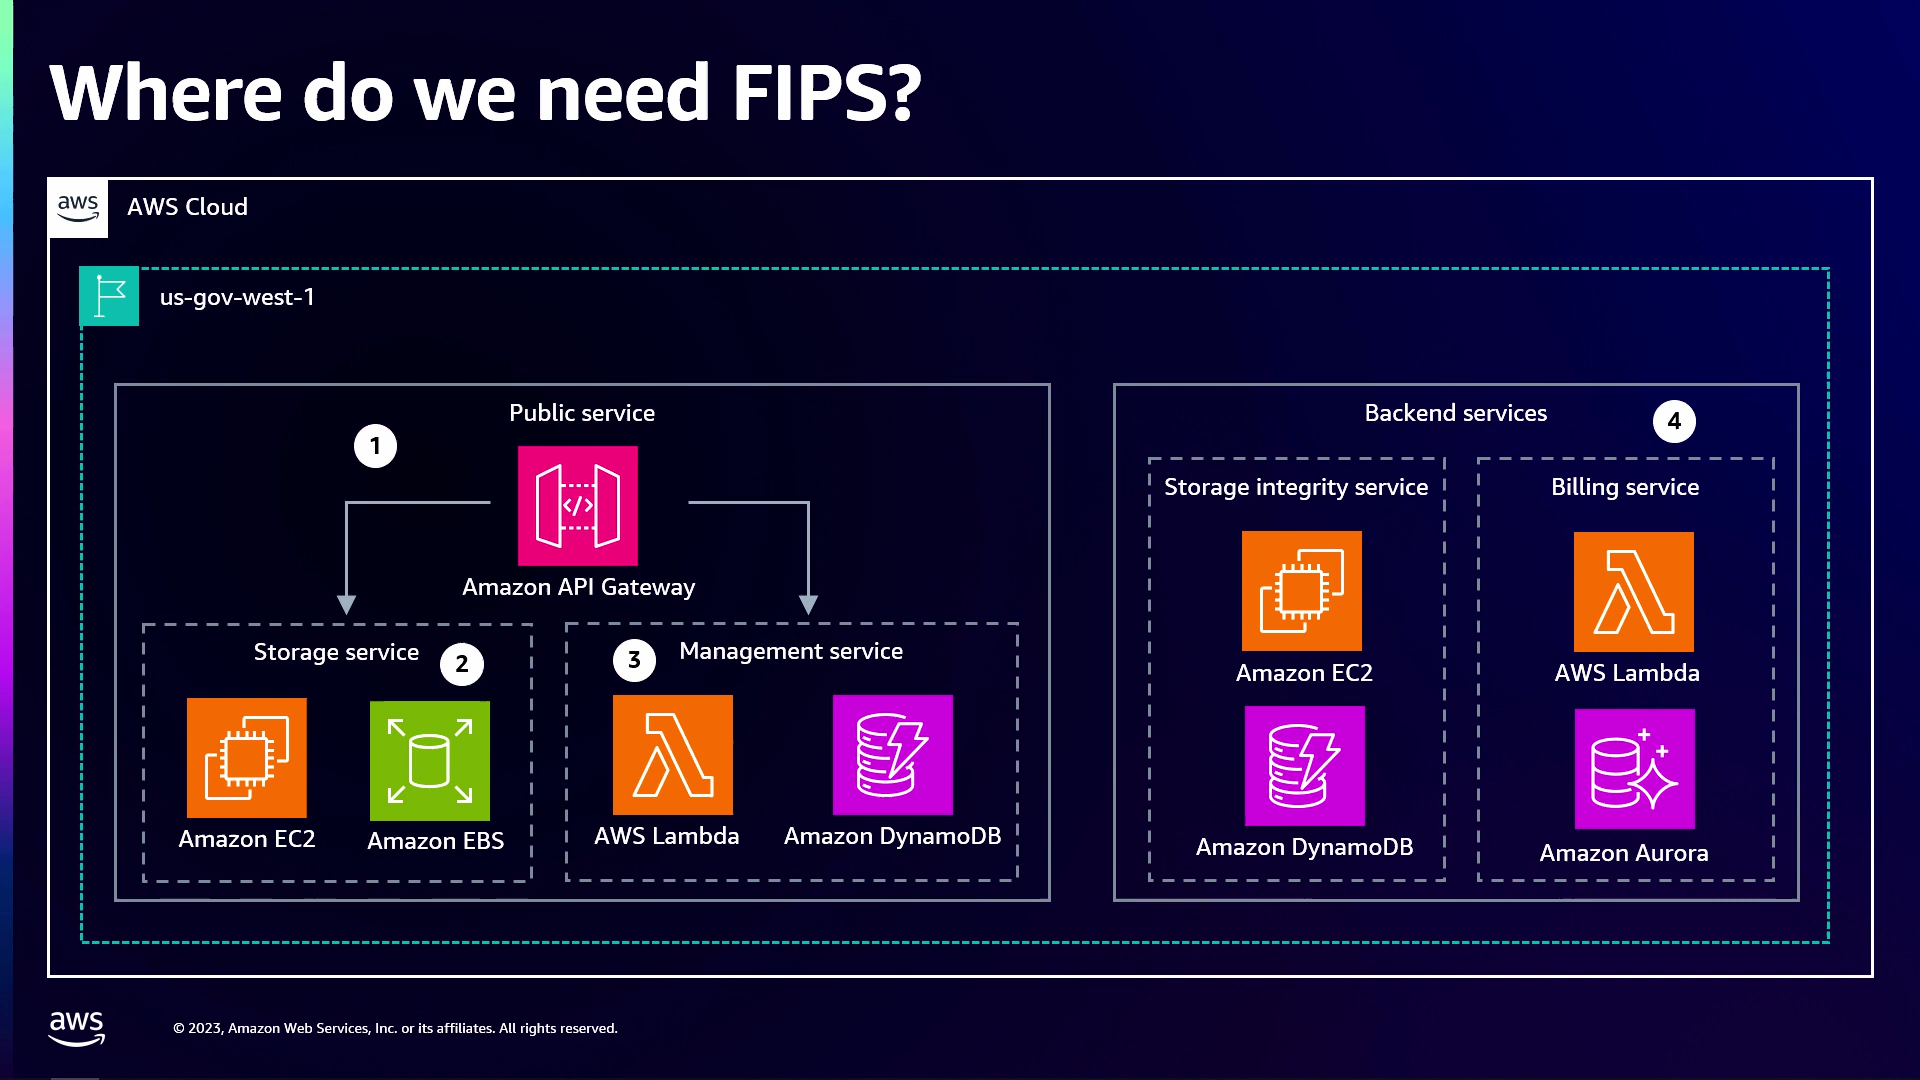 Where do we need FIPS?
aws
AWS Cloud
us-gov-west-1
Public service
1
</>
Amazon API Gateway
Storage service
2
Amazon EC2
Amazon EBS
3
Management service
AWS Lambda
Amazon DynamoDB
Backend services
4
Storage integrity service
Amazon EC2
Amazon DynamoDB
Billing service
AWS Lambda
Amazon Aurora
aws
© 2023, Amazon Web Services, Inc. or its affiliates. All rights reserved.